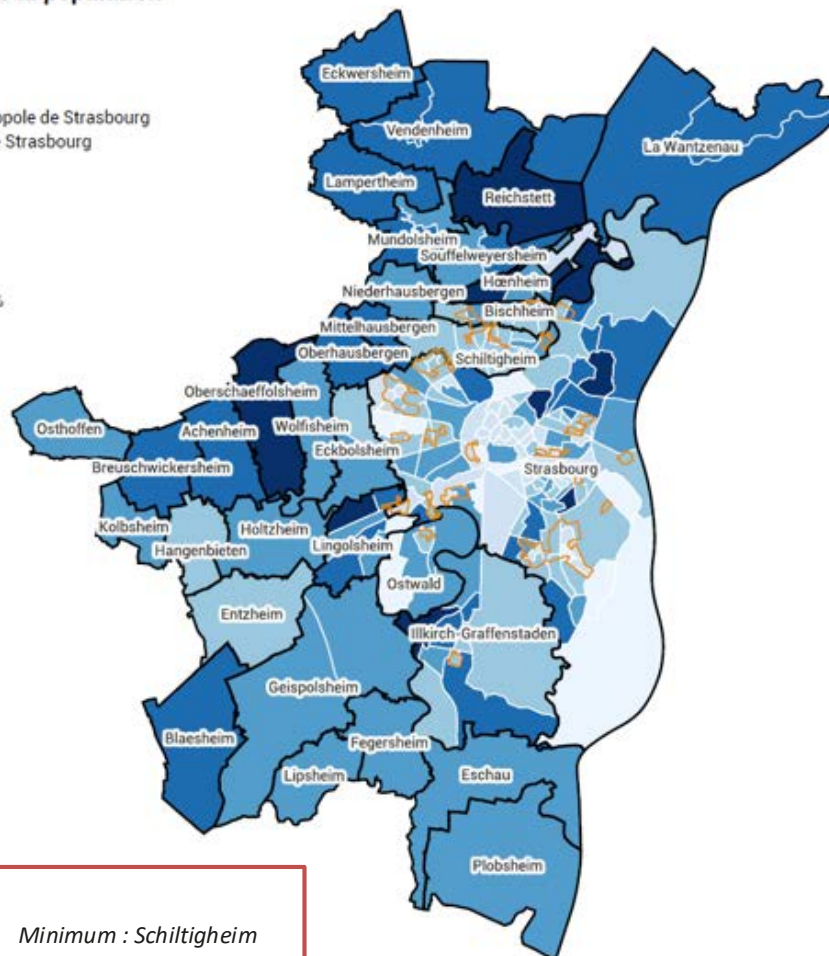 Eckwersheim
opole de Strasbourg
Strasbourg
Vendenheim
La Wantzenau
Lampertheim
Reichstett
Mundolsheim
Souffelweyersheim
Hœnheim
Niederhausbergen
%
Bischheim
Mittelhausbergen
Oberhausbergen
Schiltigheim
Oberschaeffolsheim
Osthoffen
Achenheim
Wolfisheim
Eckbolsheim
Breuschwickersheim
Strasbourg
Kolbsheim
Holtzheim
Hangenbieten
Lingolsheim
Ostwald
Entzheim
Illkirch-Graffenstaden
Geispolsheim
Blaesheim
Fegersheim
Lipsheim
Eschau
Plobsheim
Minimum : Schiltigheim